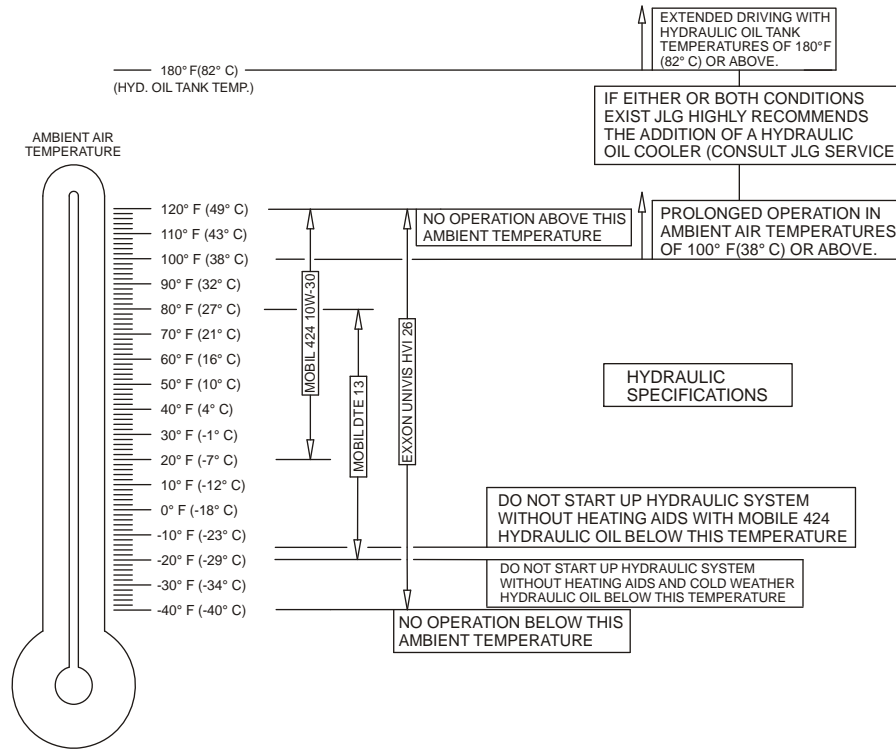 EXTENDED DRIVING WITH
HYDRAULIC OIL TANK
TEMPERATURES OF 180°F
(82° C) OR ABOVE.
180° F(82° C)
(HYD. OIL TANK TEMP.)
IF EITHER OR BOTH CONDITIONS
EXIST JLG HIGHLY RECOMMENDS
THE ADDITION OF A HYDRAULIC
OIL COOLER (CONSULT JLG SERVICE
AMBIENT AIR
TEMPERATURE
120° F (49° C)
110° F (43° C)
100° F (38° C)
90° F (32° C)
80° F (27° C)
70° F (21° C)
60° F (16° C)
50° F (10° C)
40° F (4° C)
30° F (-1° C)
20° F (-7° C)
10° F (-12° C)
0° F (-18° C)
-10° F (-23° C)
-20° F (-29° C)
-30° F (-34° C)
-40° F (-40° C)
MOBIL 424 10W-30
MOBIL DTE 13
EXXON UNIVIS HVI 26
NO OPERATION ABOVE THIS
AMBIENT TEMPERATURE
PROLONGED OPERATION IN
AMBIENT AIR TEMPERATURES
OF 100° F(38° C) OR ABOVE.
HYDRAULIC
SPECIFICATIONS
DO NOT START UP HYDRAULIC SYSTEM
WITHOUT HEATING AIDS WITH MOBILE 424
HYDRAULIC OIL BELOW THIS TEMPERATURE
DO NOT START UP HYDRAULIC SYSTEM
WITHOUT HEATING AIDS AND COLD WEATHER
HYDRAULIC OIL BELOW THIS TEMPERATURE
NO OPERATION BELOW THIS
AMBIENT TEMPERATURE